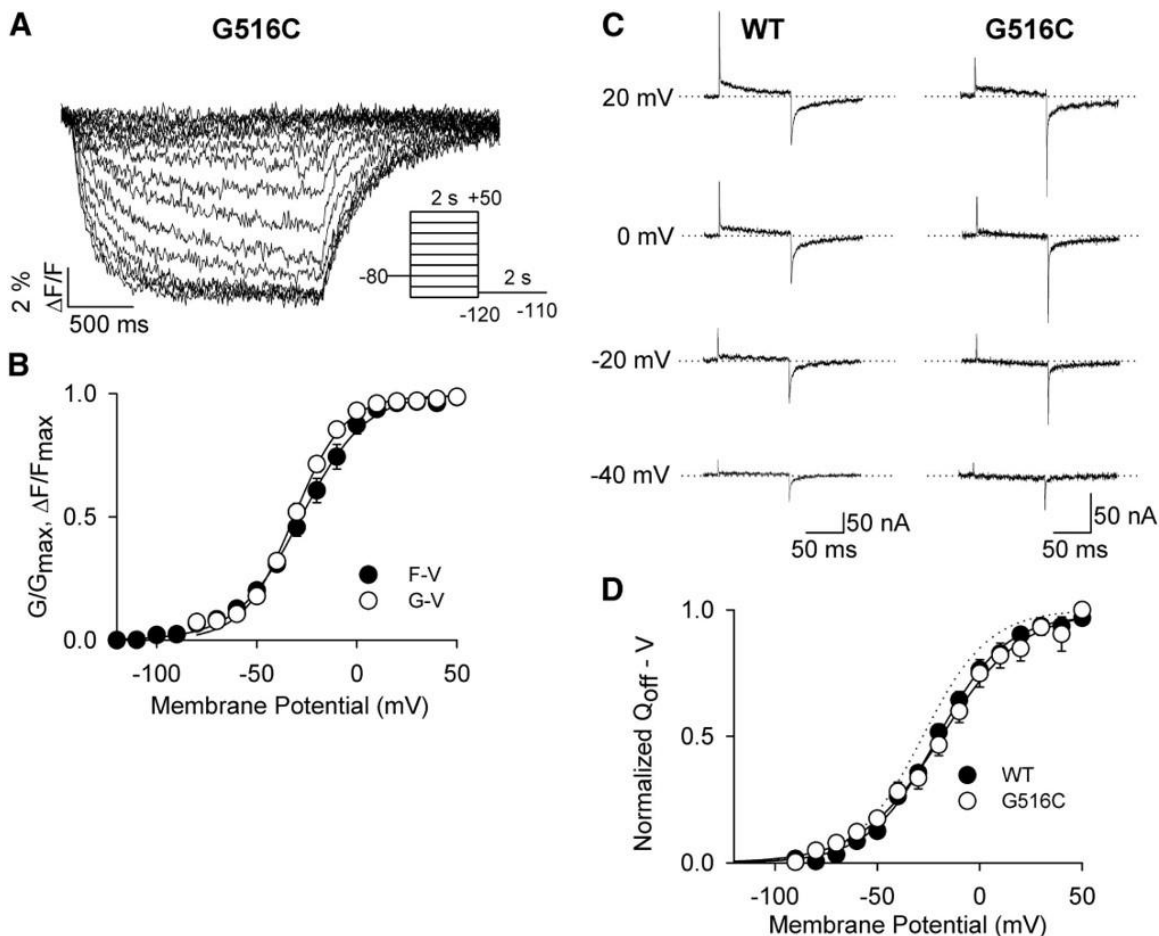 A
G516C
2 %
ΔF/F
500 ms
2 s +50
-80
2 s
-120 -110
B
G/Gmax, ΔF/Fmax
1.0
0.5
0.0
F-V
G-V
-100 -50 0 50
Membrane Potential (mV)
C
WT G516C
20 mV
0 mV
-20 mV
-40 mV
50 nA
50 ms
50 nA
50 ms
D
Normalized Qoff - V
1.0
0.5
0.0
WT
G516C
-100 -50 0 50
Membrane Potential (mV)